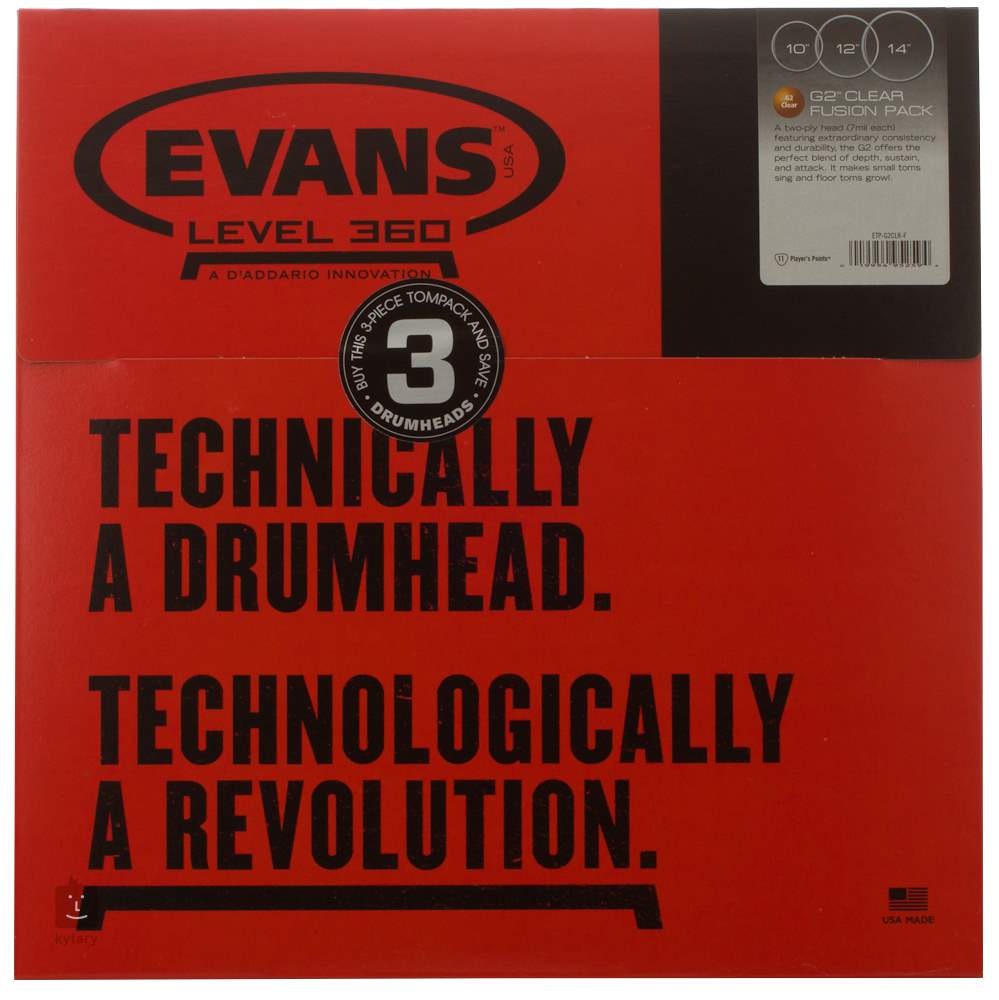 10" 12" 14"
G2™ CLEAR
FUSION PACK
G2
Clear
A two-ply head (7mil each)
featuring extraordinary consistency
and durability, the G2 offers the
perfect blend of depth, sustain,
and attack. It makes small toms
sing and floor toms growl.
ETP-G2CLR-F
11 Player's Points
EVANS™
USA
LEVEL 360
A D'ADDARIO INNOVATION
BUY THIS 3-PIECE TOMPACK AND SAVE
3
• DRUMHEADS •
TECHNICALLY
A DRUMHEAD.
TECHNOLOGICALLY
A REVOLUTION.
USA MADE
kytary